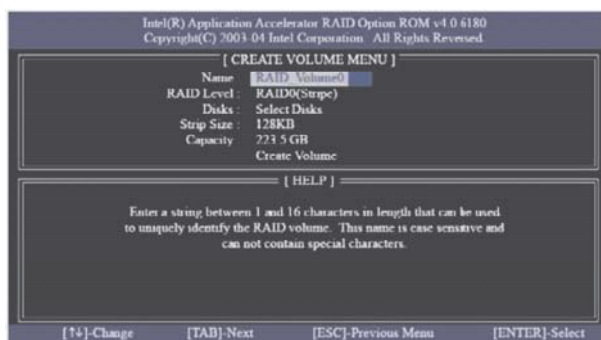 Intel(R) Application Accelerator RAID Option ROM v4.0.6180
Copyright(C) 2003-04 Intel Corporation All Rights Reversed
[ CREATE VOLUME MENU ]
Name RAID_Volume0
RAID Level : RAID0(Stripe)
Disks : Select Disks
Strip Size : 128KB
Capacity 223.5 GB
Create Volume
[ HELP ]
Enter a string between 1 and 16 characters in length that can be used
to uniquely identify the RAID volume. This name is case sensitive and
can not contain special characters.
[↑↓]-Change [TAB]-Next [ESC]-Previous Menu [ENTER]-Select